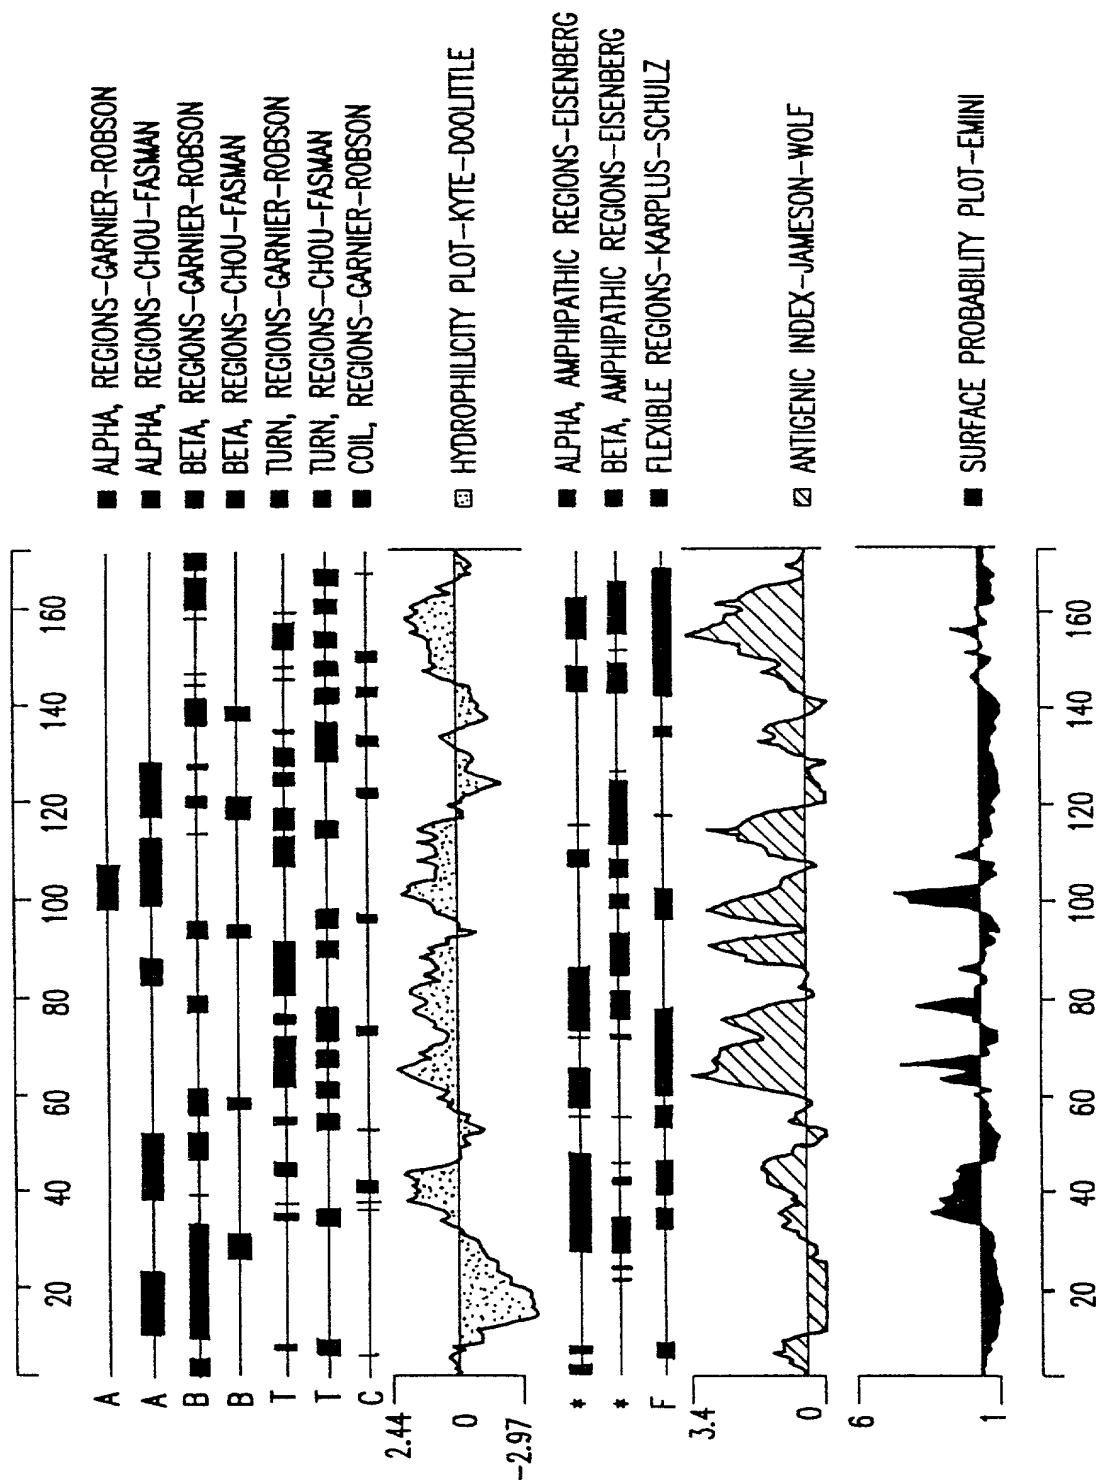 20 40 60 80 100 120 140 160
A ALPHA, REGIONS-GARNIER-ROBSON
A ALPHA, REGIONS-CHOU-FASMAN
B BETA, REGIONS-GARNIER-ROBSON
B BETA, REGIONS-CHOU-FASMAN
T TURN, REGIONS-GARNIER-ROBSON
T TURN, REGIONS-CHOU-FASMAN
C COIL, REGIONS-GARNIER-ROBSON
2.44
0 HYDROPHILICITY PLOT-KYTE-DOOLITTLE
-2.97
* ALPHA, AMPHIPATHIC REGIONS-EISENBERG
* BETA, AMPHIPATHIC REGIONS-EISENBERG
F FLEXIBLE REGIONS-KARPLUS-SCHULZ
3.4
0 ANTIGENIC INDEX-JAMESON-WOLF
6
SURFACE PROBABILITY PLOT-EMINI
1
20 40 60 80 100 120 140 160